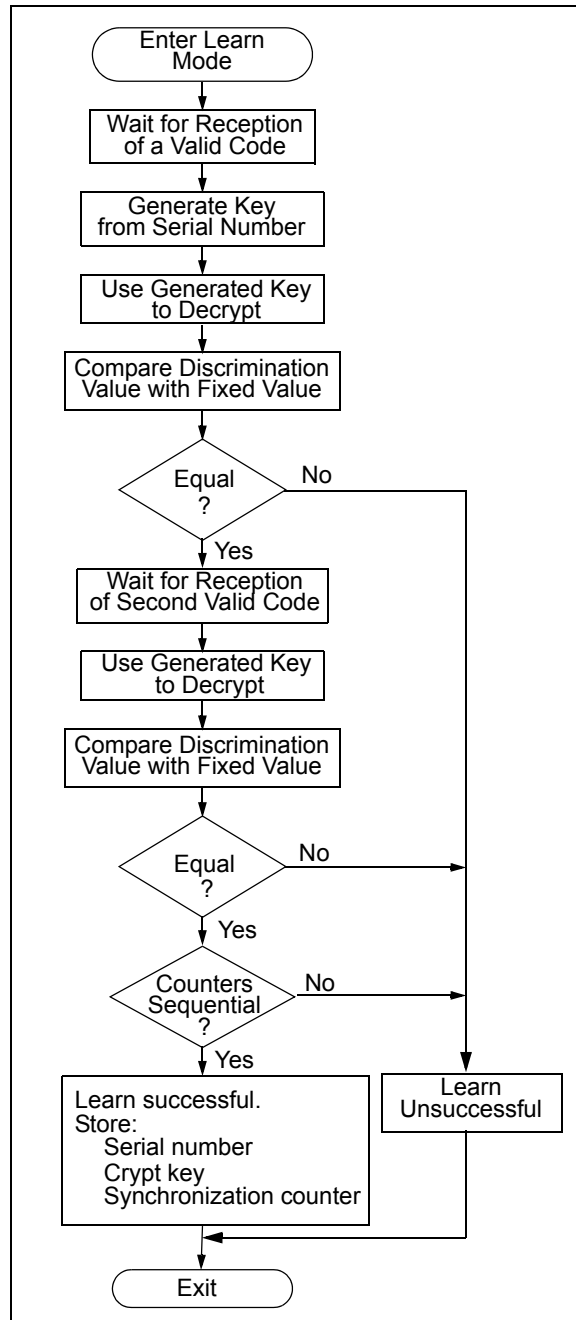 Enter Learn
Mode
Wait for Reception
of a Valid Code
Generate Key
from Serial Number
Use Generated Key
to Decrypt
Compare Discrimination
Value with Fixed Value
Equal
?
No
Yes
Wait for Reception
of Second Valid Code
Use Generated Key
to Decrypt
Compare Discrimination
Value with Fixed Value
Equal
?
No
Yes
Counters
Sequential
?
No
Yes
Learn successful.
Store:
Serial number
Crypt key
Synchronization counter
Learn
Unsuccessful
Exit